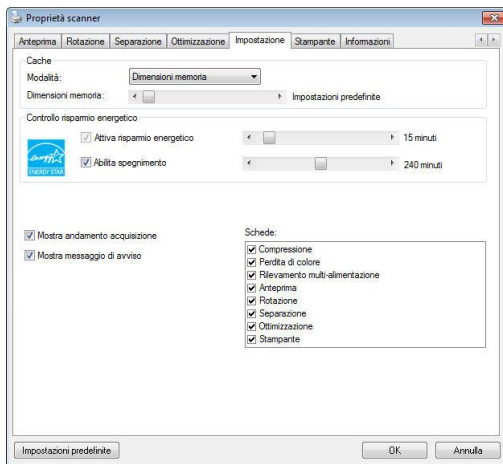 Proprietà scanner
Anteprima Rotazione Separazione Ottimizzazione Impostazione Stampante Informazioni
Cache
Modalità: Dimensioni memoria
Dimensioni memoria: Impostazioni predefinite
Controllo risparmio energetico
Attiva risparmio energetico 15 minuti
ENERGY STAR
Abilita spegnimento 240 minuti
Mostra andamento acquisizione
Mostra messaggio di avviso
Schede:
Compressione
Perdita di colore
Rilevamento multi-alimentazione
Anteprima
Rotazione
Separazione
Ottimizzazione
Stampante
Impostazioni predefinite OK Annulla